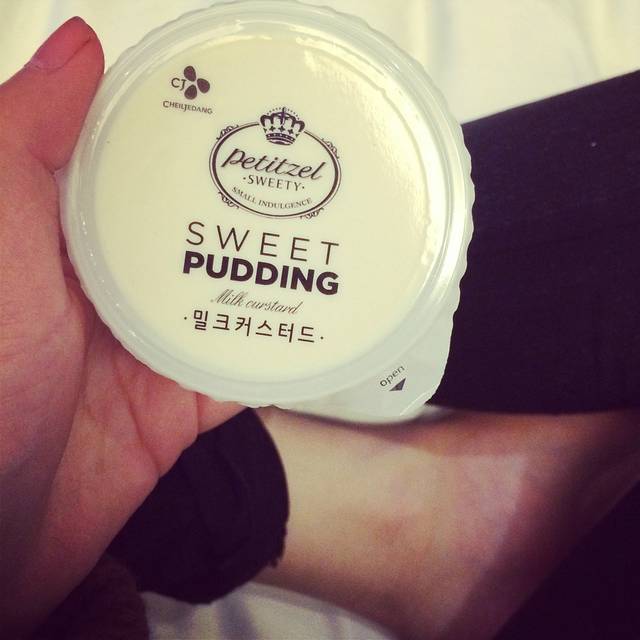 CJ
CHEILJEDANG
Petitzel
·SWEETY·
SMALL INDULGENCE
SWEET
PUDDING
Milk curstard
·밀크커스터드·
open